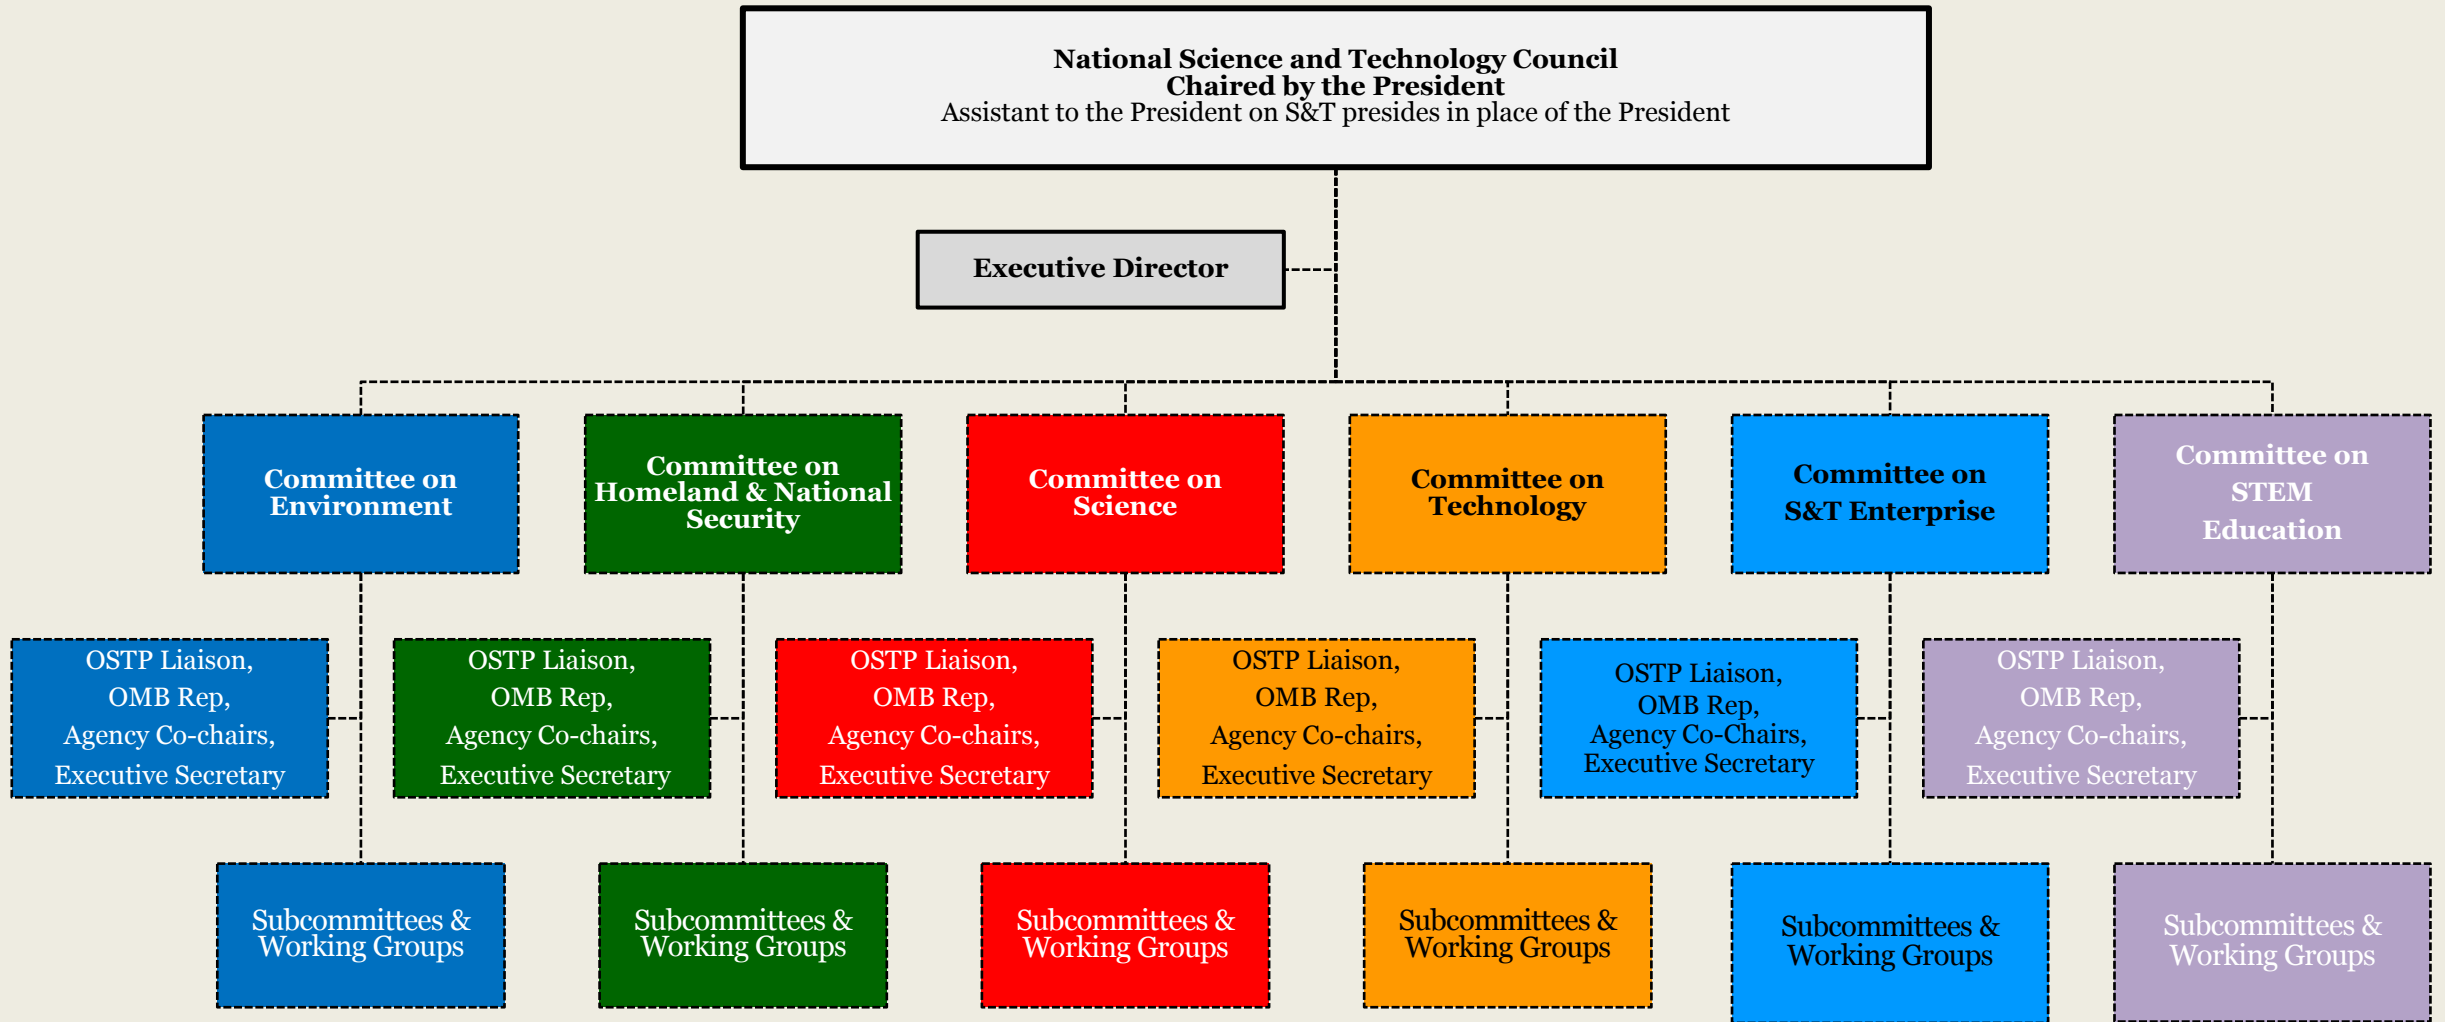 National Science and Technology Council
Chaired by the President
Assistant to the President on S&T presides in place of the President
Executive Director
Committee on
Environment
Committee on
Homeland & National
Security
Committee on
Science
Committee on
Technology
Committee on
S&T Enterprise
Committee on
STEM
Education
OSTP Liaison,
OMB Rep,
Agency Co-chairs,
Executive Secretary
OSTP Liaison,
OMB Rep,
Agency Co-chairs,
Executive Secretary
OSTP Liaison,
OMB Rep,
Agency Co-chairs,
Executive Secretary
OSTP Liaison,
OMB Rep,
Agency Co-chairs,
Executive Secretary
OSTP Liaison,
OMB Rep,
Agency Co-Chairs,
Executive Secretary
OSTP Liaison,
OMB Rep,
Agency Co-chairs,
Executive Secretary
Subcommittees &
Working Groups
Subcommittees &
Working Groups
Subcommittees &
Working Groups
Subcommittees &
Working Groups
Subcommittees &
Working Groups
Subcommittees &
Working Groups